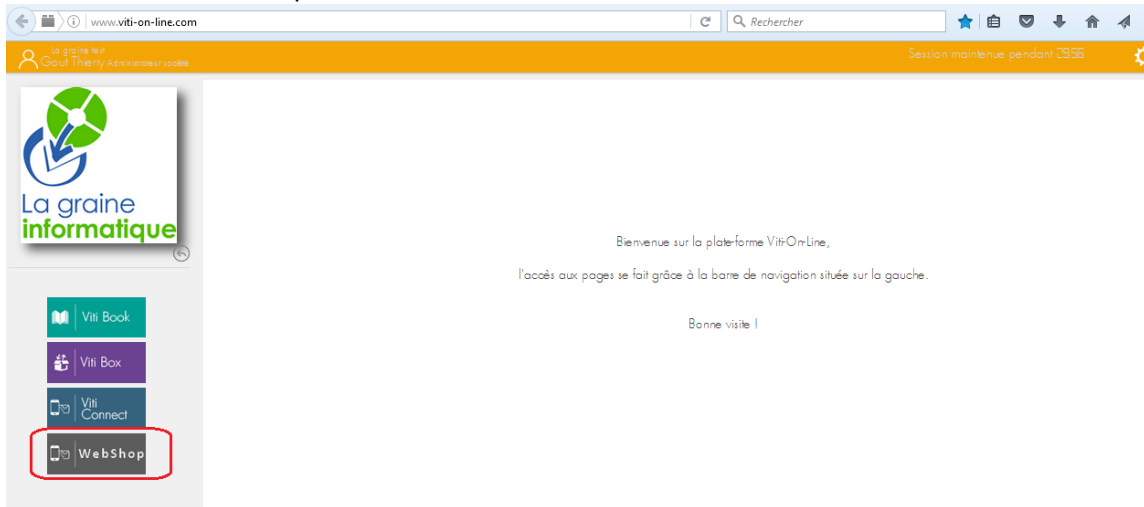 www.viti-on-line.com
Rechercher
La graine test
Gout Thierry Administrateur société
Session maintenue pendant 29:56
La graine
informatique
Bienvenue sur la plate-forme Viti-On-Line,
l'accès aux pages se fait grâce à la barre de navigation située sur la gauche.
Bonne visite !
Viti Book
Viti Box
Viti
Connect
WebShop